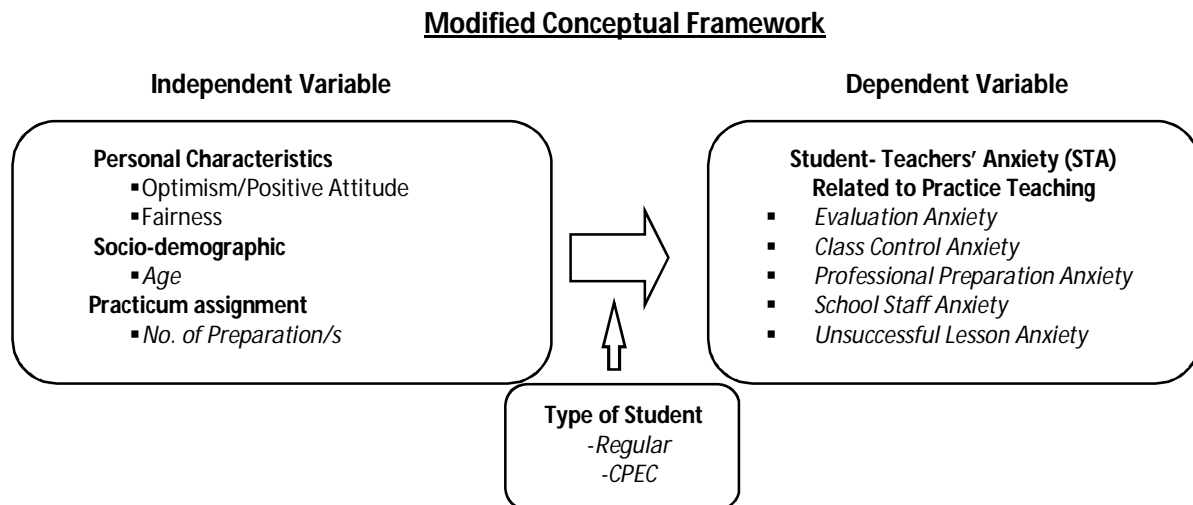 Modified Conceptual Framework
Independent Variable
Dependent Variable
Personal Characteristics
▪Optimism/Positive Attitude
▪Fairness
Socio-demographic
▪Age
Practicum assignment
▪No. of Preparation/s
Student- Teachers’ Anxiety (STA)
Related to Practice Teaching
▪ Evaluation Anxiety
▪ Class Control Anxiety
▪ Professional Preparation Anxiety
▪ School Staff Anxiety
▪ Unsuccessful Lesson Anxiety
Type of Student
-Regular
-CPEC